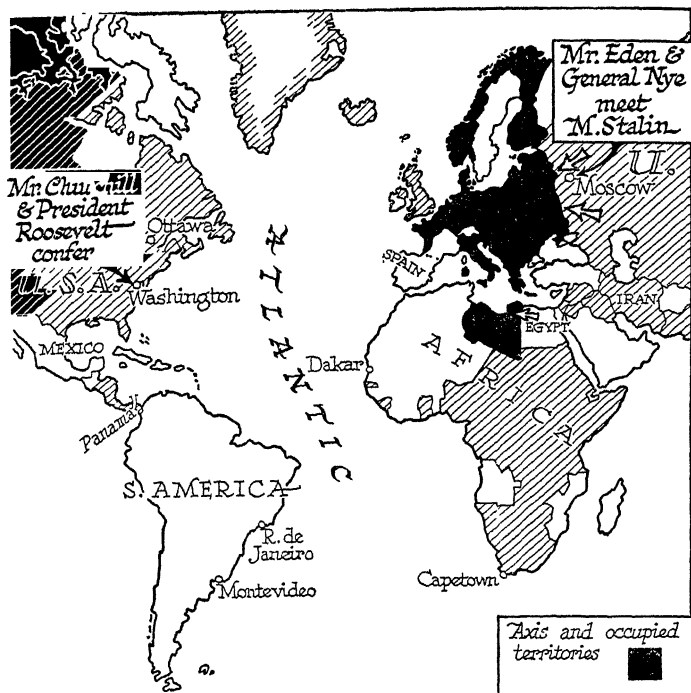 Mr. Eden &
General Nye
meet
M. Stalin
U.
Moscow
Mr. Churchill
& President
Roosevelt
confer
Ottawa
U.S.A.
Washington
ATLANTIC
SPAIN
IRAN
EGYPT
MEXICO
Dakar
AFRICA
Panama
S. AMERICA
R. de
Janeiro
Montevideo
Capetown
Axis and occupied
territories